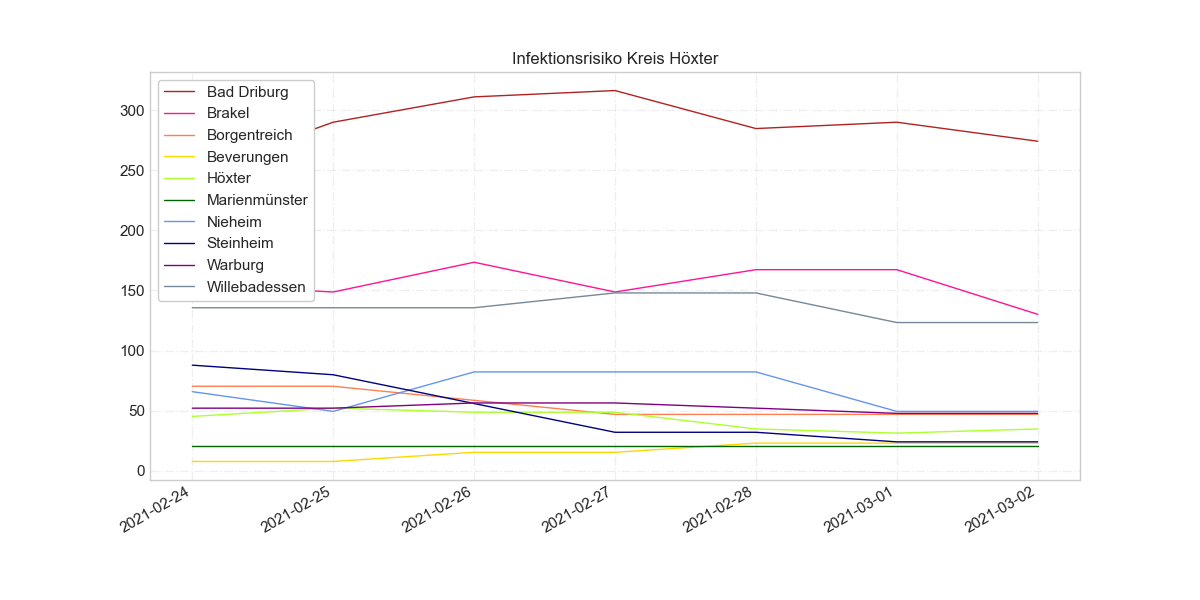 Infektionsrisiko Kreis Höxter
300
250
200
150
100
50
0
Bad Driburg
Brakel
Borgentreich
Beverungen
Höxter
Marienmünster
Nieheim
Steinheim
Warburg
Willebadessen
2021-02-24
2021-02-25
2021-02-26
2021-02-27
2021-02-28
2021-03-01
2021-03-02